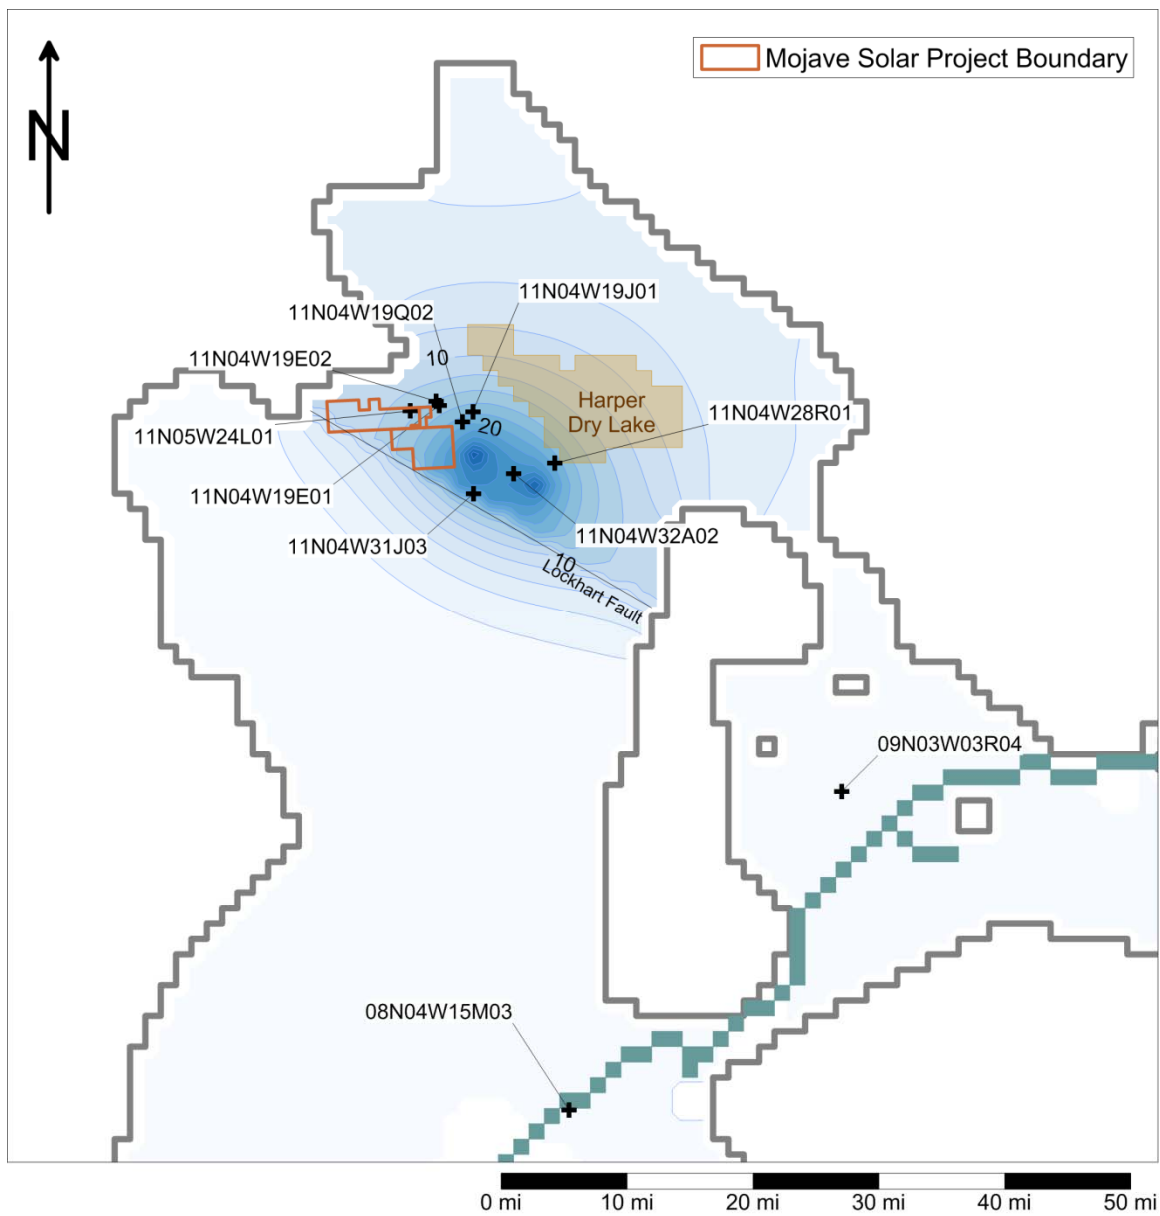 Mojave Solar Project Boundary
N
11N04W19J01
11N04W19Q02
10
11N04W19E02
Harper
Dry Lake
11N04W28R01
20
11N05W24L01
11N04W19E01
11N04W32A02
11N04W31J03
10
Lockhart Fault
09N03W03R04
08N04W15M03
0 mi 10 mi 20 mi 30 mi 40 mi 50 mi